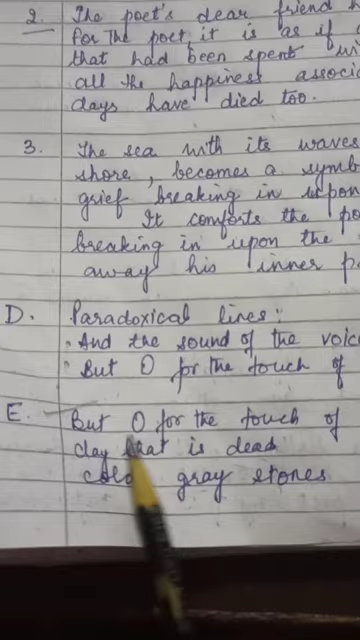 2. The poet's dear friend h
for the poet, it is as if
that had been spent wi
all the happiness associ
days have died too.
3. The sea with its waves
shore, becomes a symb
grief breaking in upon
It comforts the po
breaking in upon the
away his inner p
D. Paradoxical lines:
And the sound of the voic
But O for the touch of
E. But O for the touch of
day that is dead
cold gray stones